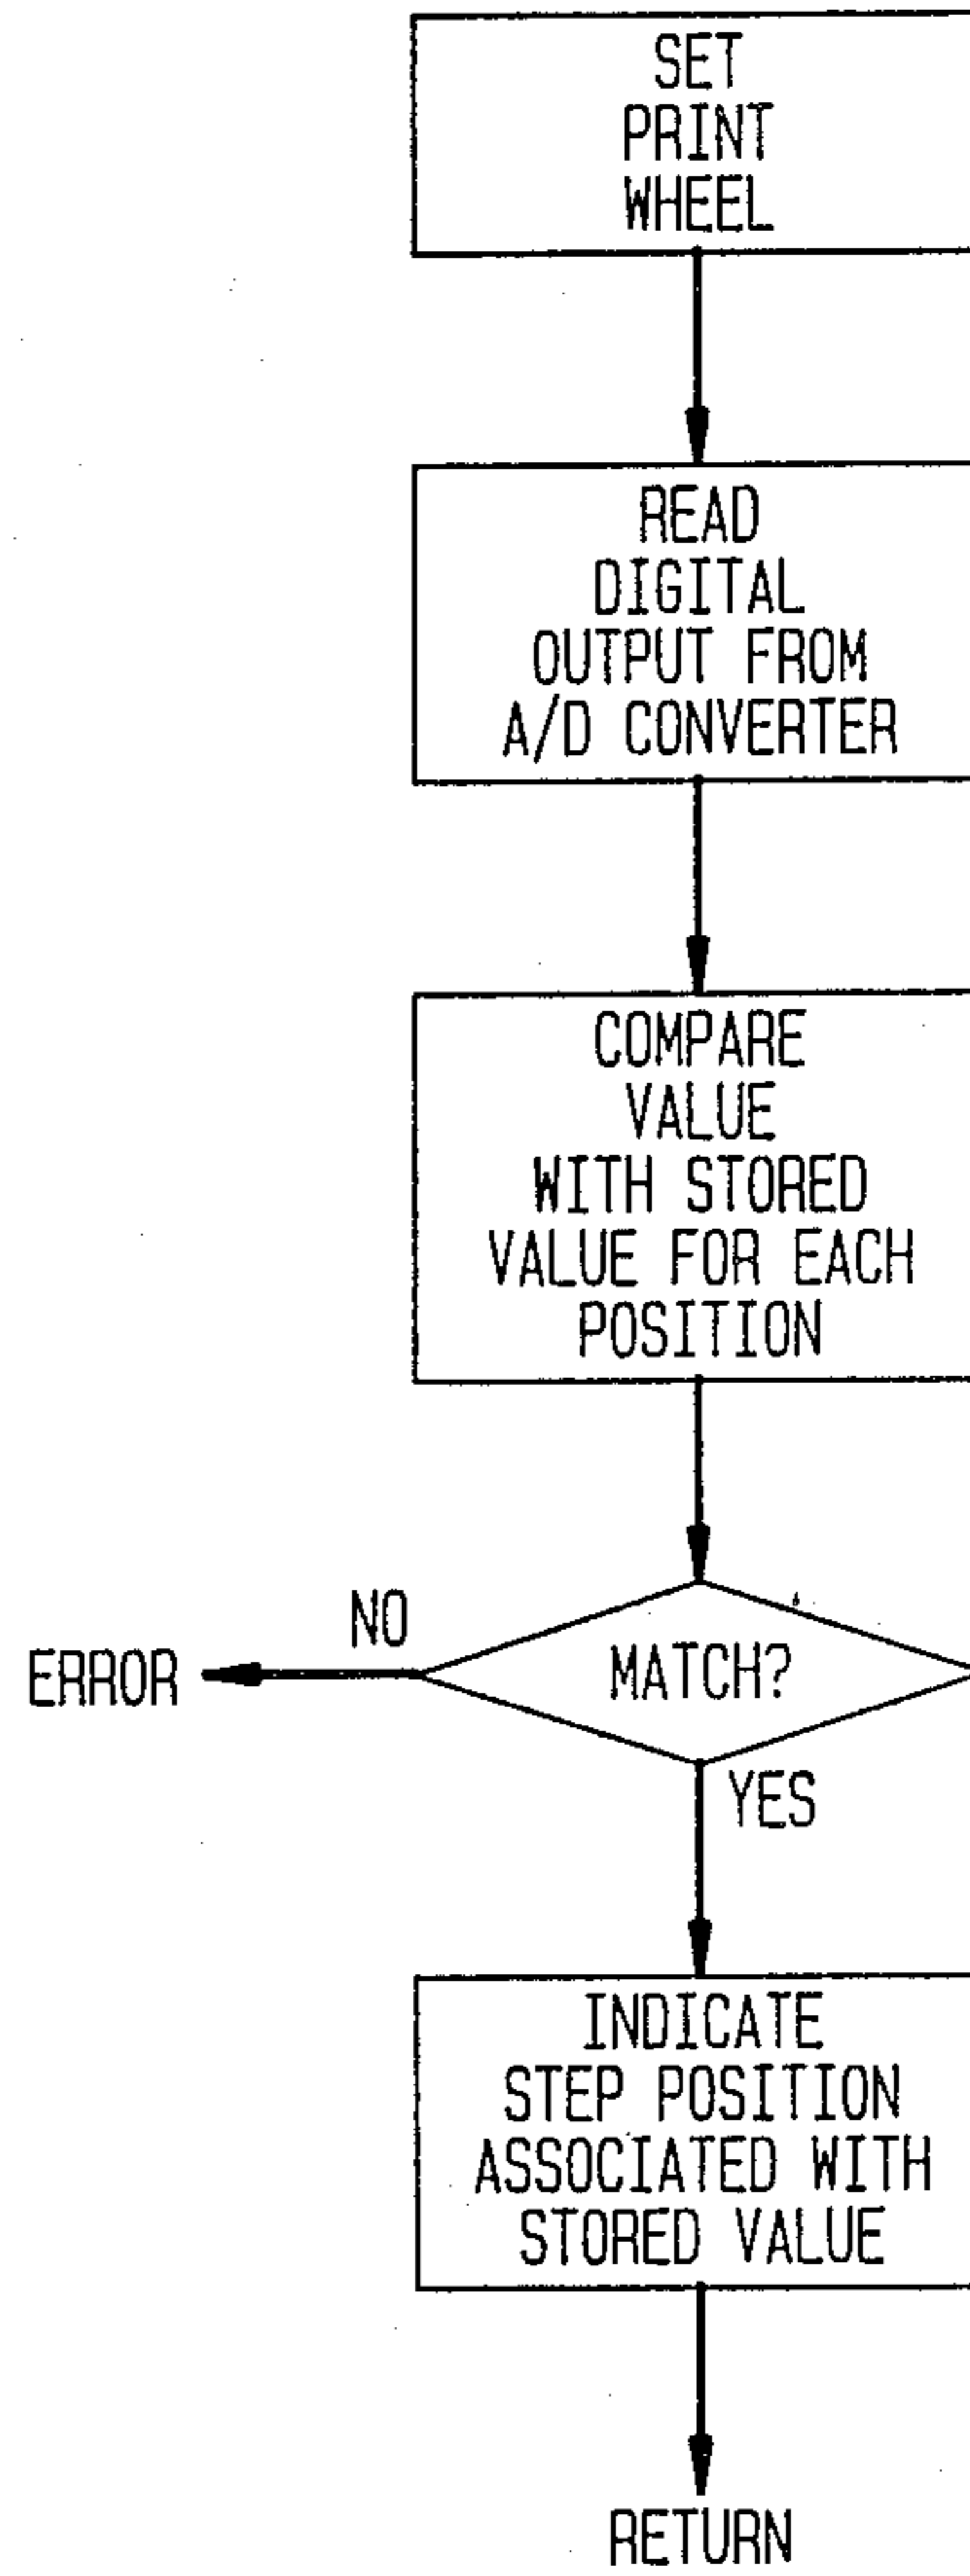 SET
PRINT
WHEEL
READ
DIGITAL
OUTPUT FROM
A/D CONVERTER
COMPARE
VALUE
WITH STORED
VALUE FOR EACH
POSITION
NO
ERROR
MATCH?
YES
INDICATE
STEP POSITION
ASSOCIATED WITH
STORED VALUE
RETURN